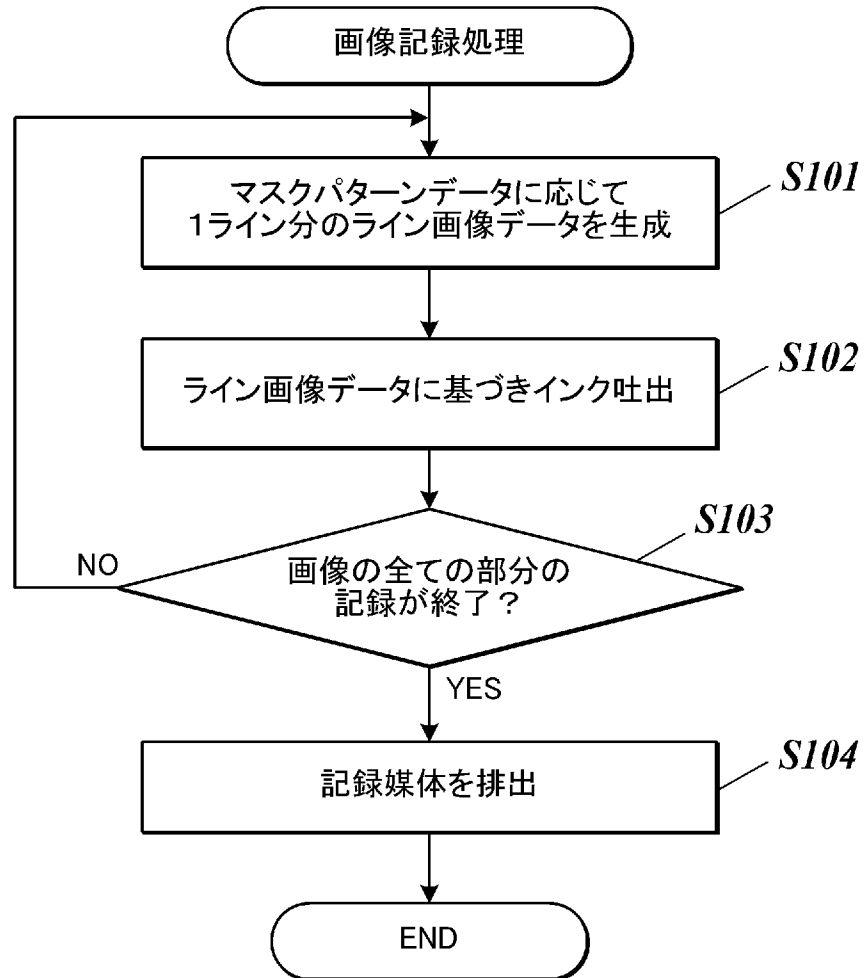 画像記録処理
マスクパターンデータに応じて
1ライン分のライン画像データを生成
S101
ライン画像データに基づきインク吐出
S102
画像の全ての部分の
記録が終了？
S103
NO
YES
記録媒体を排出
S104
END